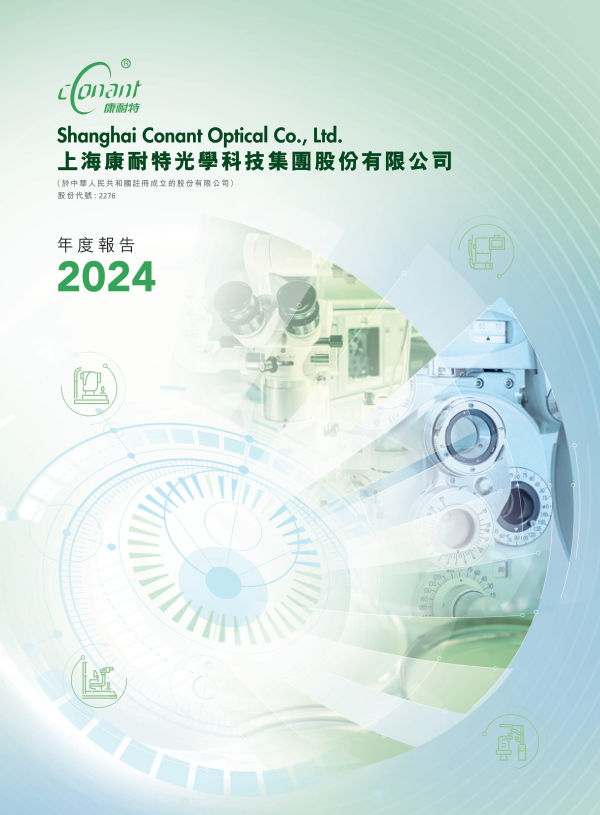 Conant®
康耐特
Shanghai Conant Optical Co., Ltd.
上海康耐特光學科技集團股份有限公司
（於中華人民共和國註冊成立的股份有限公司）
股份代號 : 2276
年度報告
2024